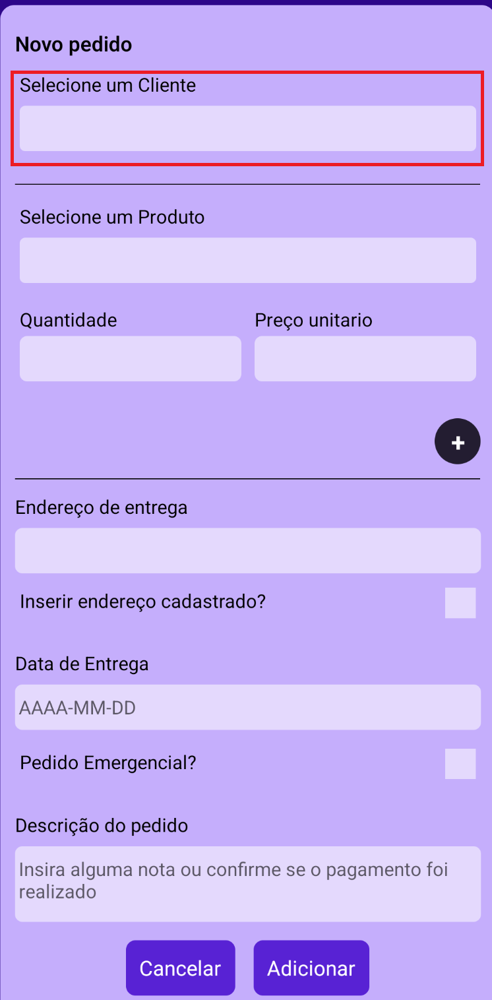 Novo pedido
Selecione um Cliente
Selecione um Produto
Quantidade
Preço unitario
+
Endereço de entrega
Inserir endereço cadastrado?
Data de Entrega
AAAA-MM-DD
Pedido Emergencial?
Descrição do pedido
Insira alguma nota ou confirme se o pagamento foi
realizado
Cancelar
Adicionar